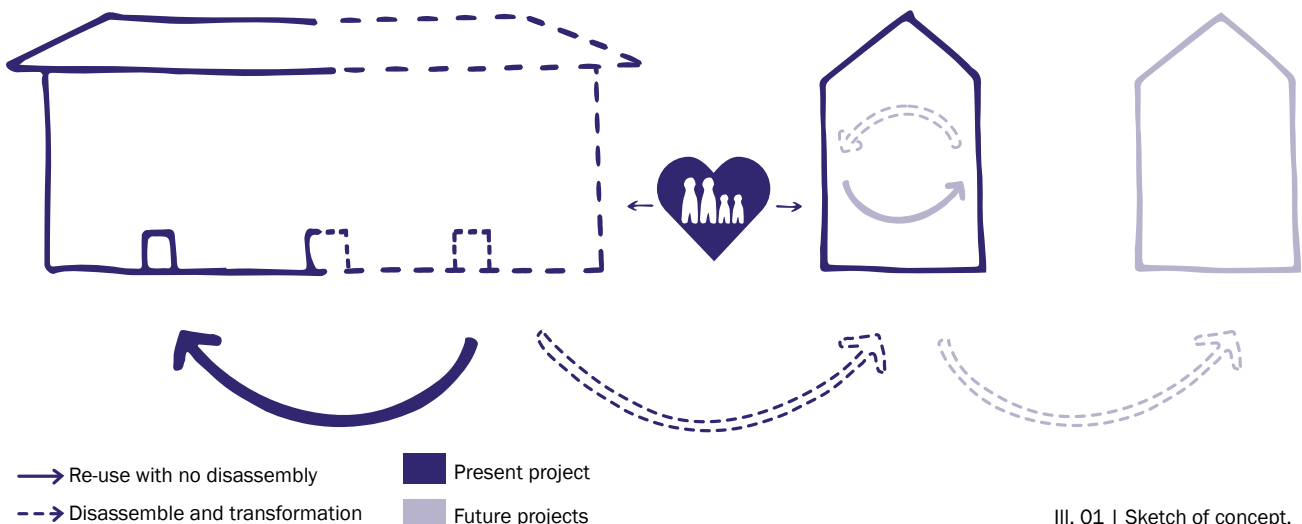 Re-use with no disassembly
Disassemble and transformation
Present project
Future projects
Ill. 01 | Sketch of concept.